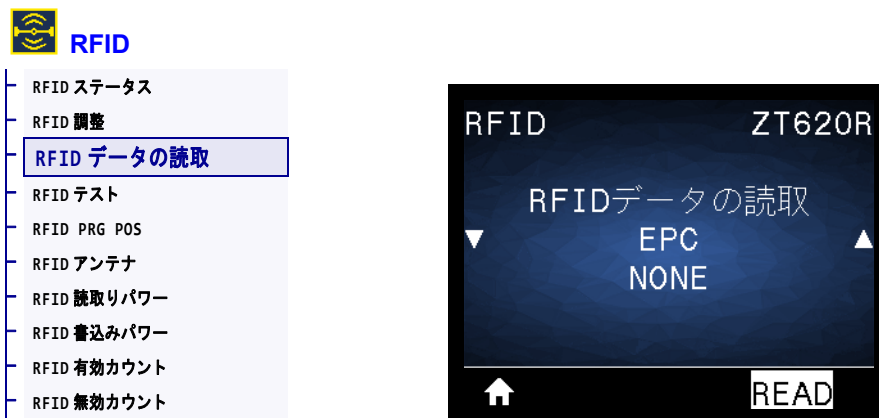 RFID
RFID ステータス
RFID 調整
RFID データの読取
RFID テスト
RFID PRG POS
RFID アンテナ
RFID 読取りパワー
RFID 書込みパワー
RFID 有効カウント
RFID 無効カウント
RFID ZT620R
RFIDデータの読取
EPC
NONE
READ